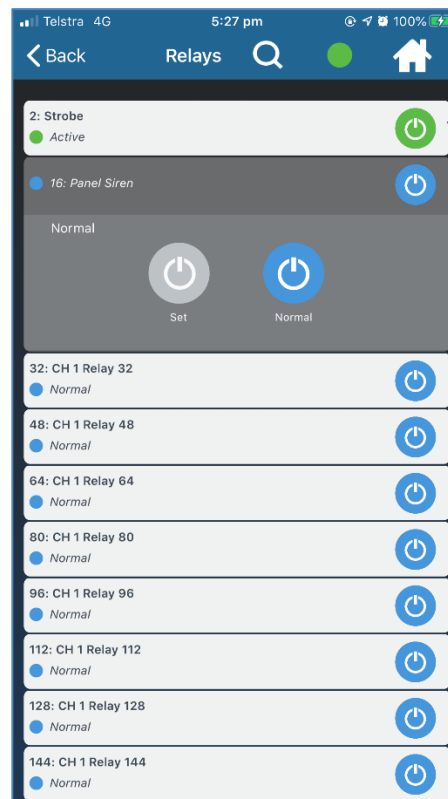 Telstra 4G 5:27 pm 100%
Back Relays
2: Strobe
Active
16: Panel Siren
Normal
Set Normal
32: CH 1 Relay 32
Normal
48: CH 1 Relay 48
Normal
64: CH 1 Relay 64
Normal
80: CH 1 Relay 80
Normal
96: CH 1 Relay 96
Normal
112: CH 1 Relay 112
Normal
128: CH 1 Relay 128
Normal
144: CH 1 Relay 144
Normal